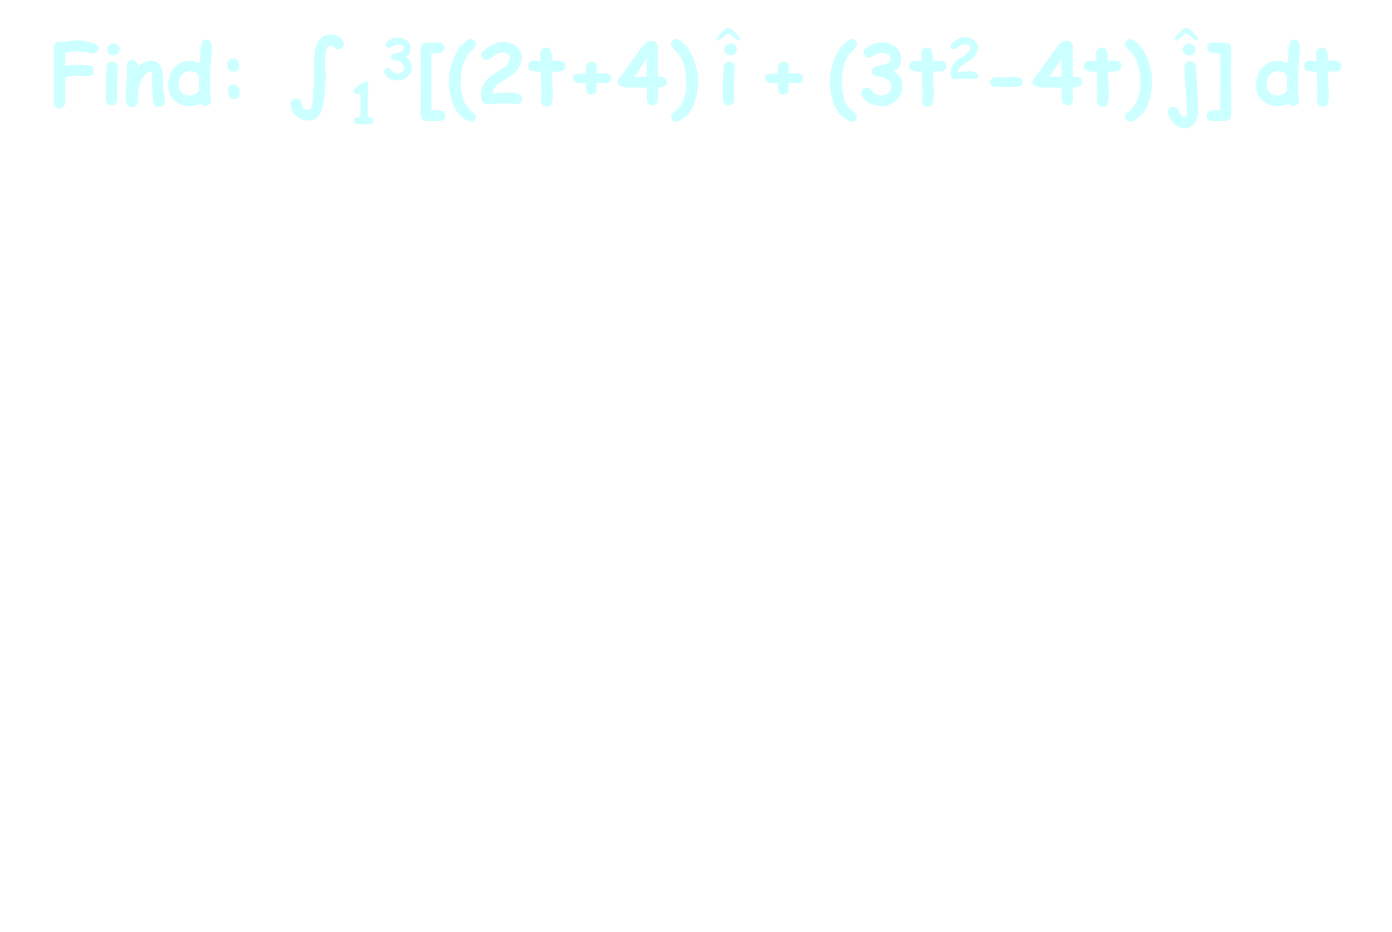 Find: ∫₁³[(2t+4) î + (3t²-4t) ĵ] dt